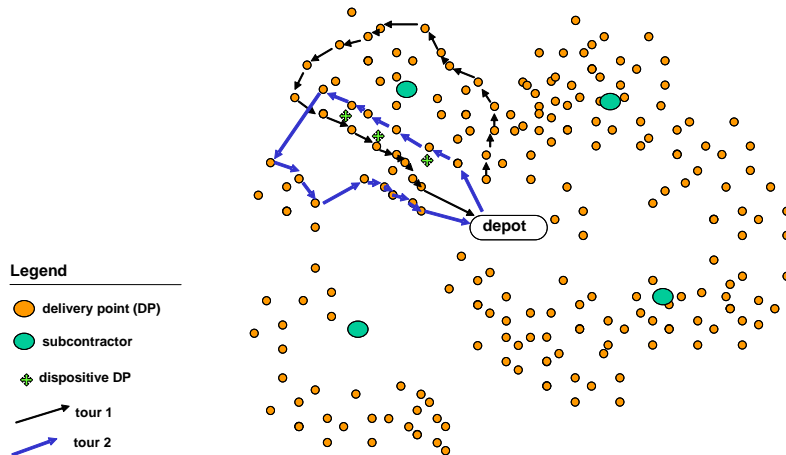 depot
Legend
delivery point (DP)
subcontractor
dispositive DP
tour 1
tour 2